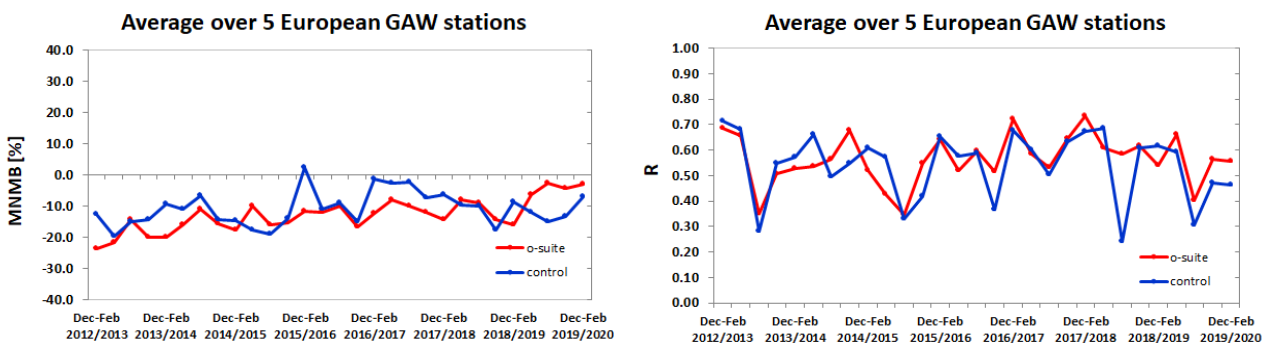 Average over 5 European GAW stations
MNMB [%]
40.0
30.0
20.0
10.0
0.0
-10.0
-20.0
-30.0
-40.0
o-suite
control
Dec-Feb Dec-Feb Dec-Feb Dec-Feb Dec-Feb Dec-Feb Dec-Feb Dec-Feb
2012/2013 2013/2014 2014/2015 2015/2016 2016/2017 2017/2018 2018/2019 2019/2020
Average over 5 European GAW stations
R
1.00
0.90
0.80
0.70
0.60
0.50
0.40
0.30
0.20
0.10
0.00
o-suite
control
Dec-Feb Dec-Feb Dec-Feb Dec-Feb Dec-Feb Dec-Feb Dec-Feb Dec-Feb
2012/2013 2013/2014 2014/2015 2015/2016 2016/2017 2017/2018 2018/2019 2019/2020